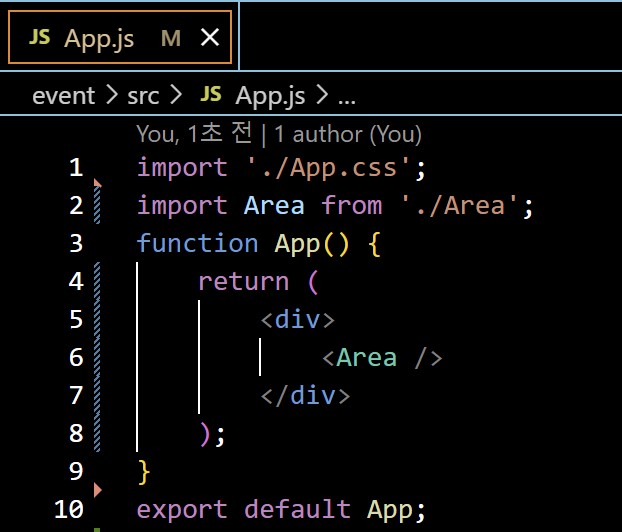 JS App.js M
event > src > JS App.js > ...
You, 1초 전 | 1 author (You)
1 import './App.css';
2 import Area from './Area';
3 function App() {
4 return (
5 <div>
6 <Area />
7 </div>
8 );
9 }
10 export default App;